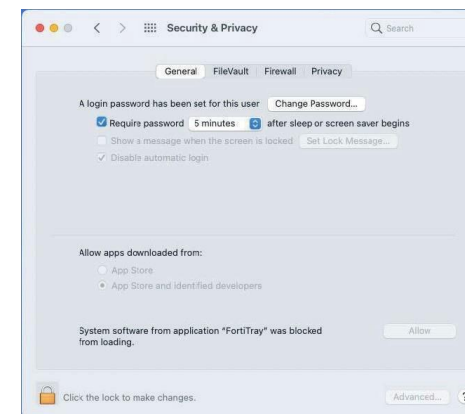 Security & Privacy
Search
General FileVault Firewall Privacy
A login password has been set for this user Change Password...
Require password 5 minutes after sleep or screen saver begins
Show a message when the screen is locked Set Lock Message...
Disable automatic login
Allow apps downloaded from:
App Store
App Store and identified developers
System software from application “FortiTray” was blocked Allow
from loading.
Click the lock to make changes.
Advanced... ?